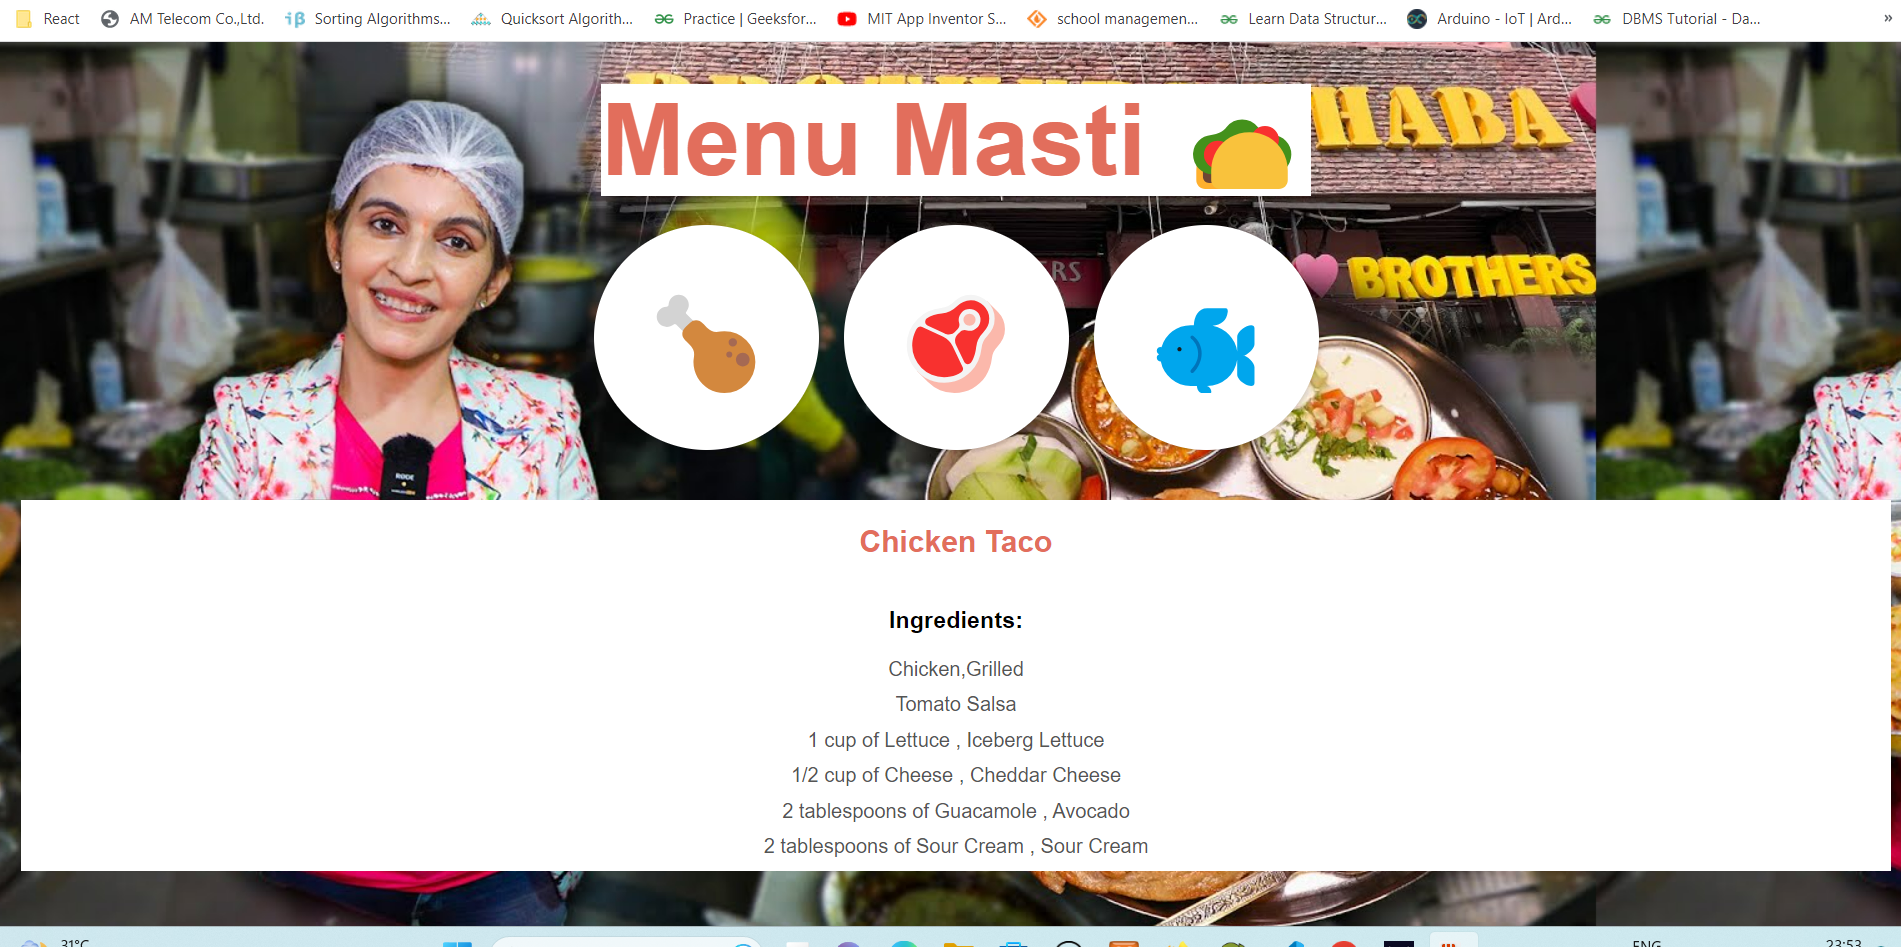 React AM Telecom Co.,Ltd. Sorting Algorithms... Quicksort Algorith... Practice | Geeksfor... MIT App Inventor S... school managemen... Learn Data Structur... Arduino - IoT | Ard... DBMS Tutorial - Da... »
HABA
Menu Masti
BROTHERS
RODE
Chicken Taco
Ingredients:
Chicken,Grilled
Tomato Salsa
1 cup of Lettuce , Iceberg Lettuce
1/2 cup of Cheese , Cheddar Cheese
2 tablespoons of Guacamole , Avocado
2 tablespoons of Sour Cream , Sour Cream
31°C ENG 23:53